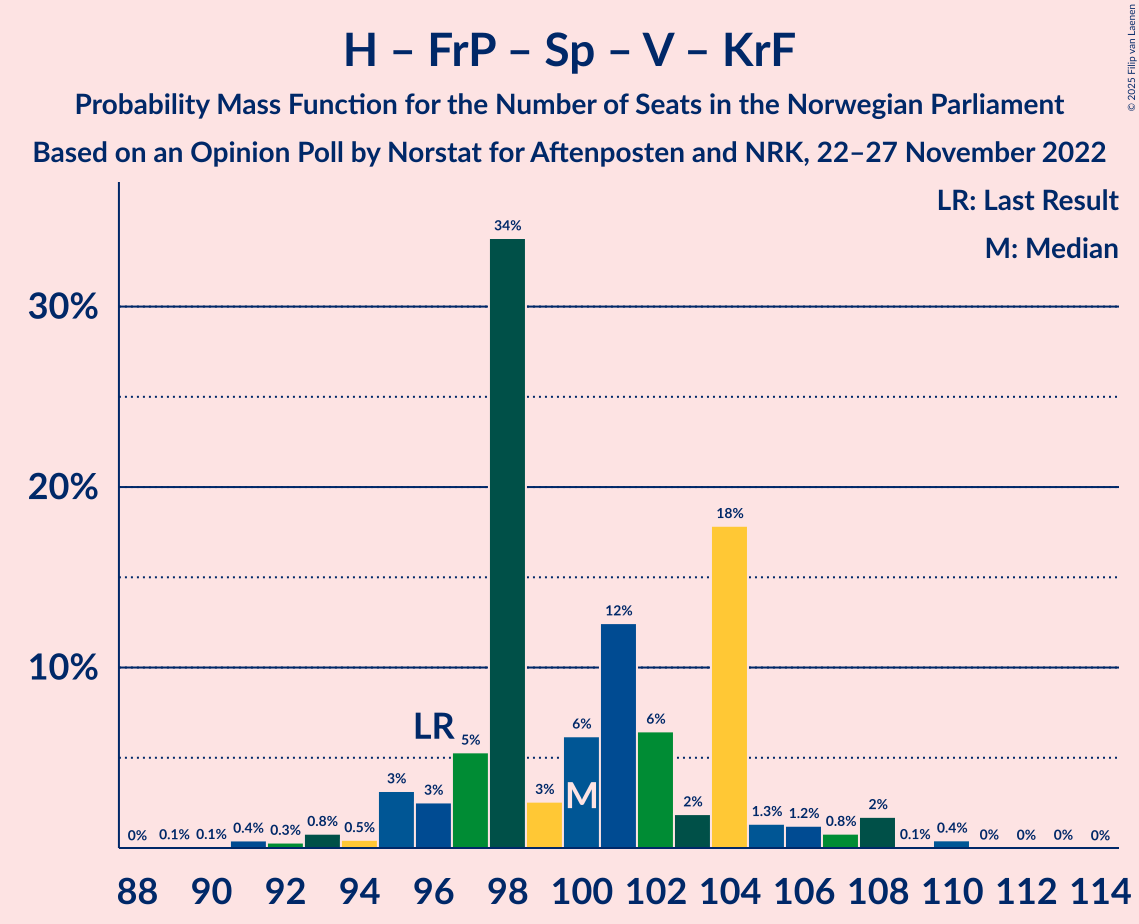 H – FrP – Sp – V – KrF
Probability Mass Function for the Number of Seats in the Norwegian Parliament
Based on an Opinion Poll by Norstat for Aftenposten and NRK, 22–27 November 2022
© 2025 Filip van Laenen
LR: Last Result
M: Median
30%
20%
10%
0% 0.1% 0.1% 0.4% 0.3% 0.8% 0.5% 3% 3% 5% 34% 3% 6% 12% 6% 2% 18% 1.3% 1.2% 0.8% 2% 0.1% 0.4% 0% 0% 0% 0%
LR
M
88 90 92 94 96 98 100 102 104 106 108 110 112 114